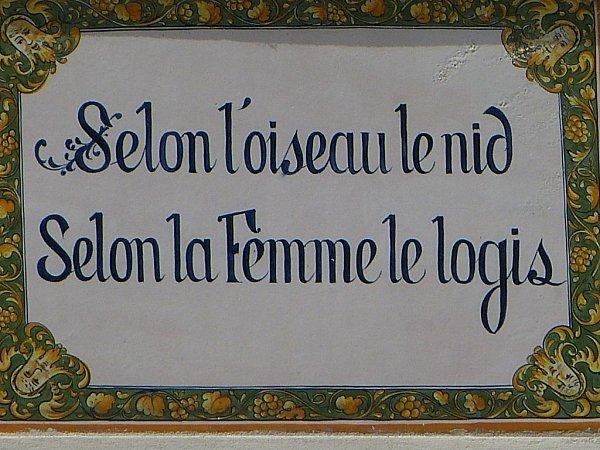 Selon l'oiseau le nid
Selon la Femme le logis